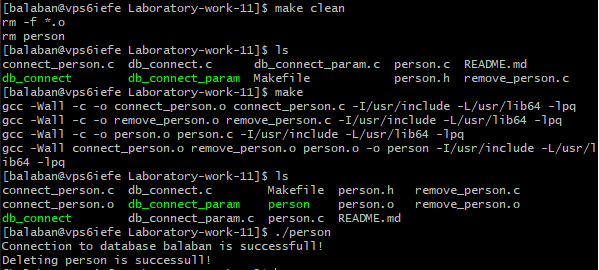 [balaban@vps6iefe Laboratory-work-11]$ make clean
rm -f *.o
rm person
[balaban@vps6iefe Laboratory-work-11]$ ls
connect_person.c db_connect.c db_connect_param.c person.c README.md
db_connect db_connect_param Makefile person.h remove_person.c
[balaban@vps6iefe Laboratory-work-11]$ make
gcc -Wall -c -o connect_person.o connect_person.c -I/usr/include -L/usr/lib64 -lpq
gcc -Wall -c -o remove_person.o remove_person.c -I/usr/include -L/usr/lib64 -lpq
gcc -Wall -c -o person.o person.c -I/usr/include -L/usr/lib64 -lpq
gcc -Wall connect_person.o remove_person.o person.o -o person -I/usr/include -L/usr/l
ib64 -lpq
[balaban@vps6iefe Laboratory-work-11]$ ls
connect_person.c db_connect.c Makefile person.h remove_person.c
connect_person.o db_connect_param person person.o remove_person.o
db_connect db_connect_param.c person.c README.md
[balaban@vps6iefe Laboratory-work-11]$ ./person
Connection to database balaban is successfull!
Deleting person is successull!